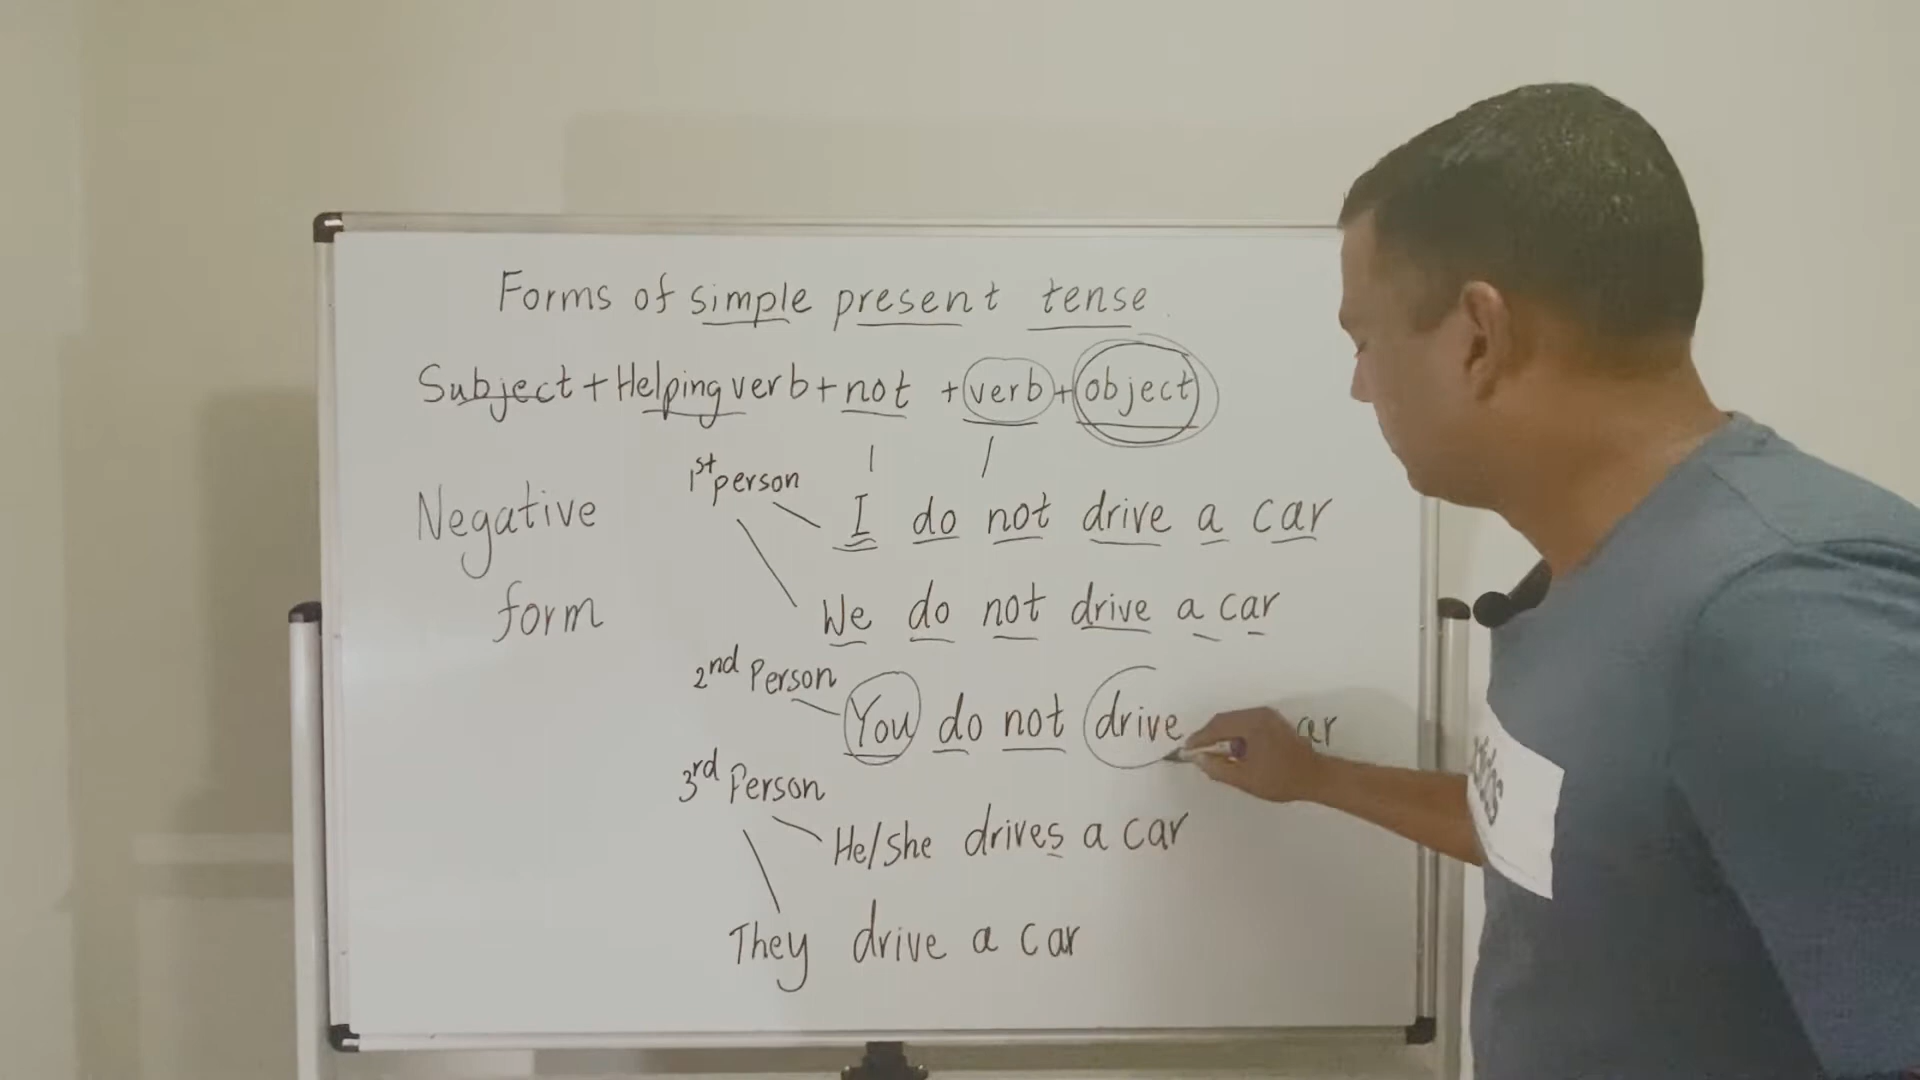 Forms of simple present tense
Subject + Helping verb + not + verb + object
1st person
Negative form
I do not drive a car
We do not drive a car
2nd Person
You do not drive
3rd Person
He/She drives a car
They drive a car